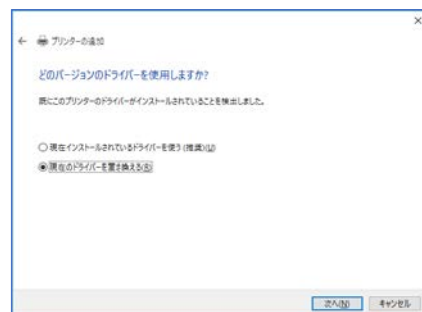 プリンターの追加
どのバージョンのドライバーを使用しますか?
既にこのプリンターのドライバーがインストールされていることを検出しました。
現在インストールされているドライバーを使う (推奨)(U)
現在のドライバーを置き換える(R)
次へ(N) キャンセル